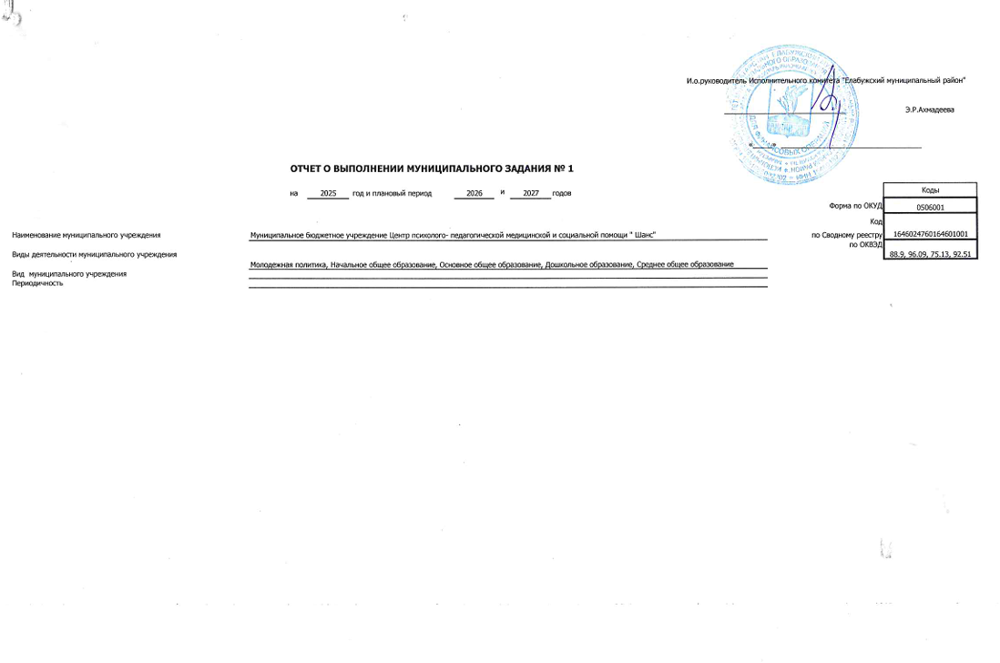 И.о.руководитель Исполнительного комитета "Елабужский муниципальный район"
Э.Р.Ахмадеева
ОТЧЕТ О ВЫПОЛНЕНИИ МУНИЦИПАЛЬНОГО ЗАДАНИЯ № 1
на 2025 год и плановый период 2026 и 2027 годов
Коды
Форма по ОКУД 0506001
Код
Наименование муниципального учреждения Муниципальное бюджетное учреждение Центр психолого- педагогической медицинской и социальной помощи " Шанс" по Сводному реестру 1646024760164601001
по ОКВЭД
Виды деятельности муниципального учреждения 88.9, 96.09, 75.13, 92.51
Молодежная политика, Начальное общее образование, Основное общее образование, Дошкольное образование, Среднее общее образование
Вид муниципального учреждения
Периодичность
ДЛЯ ФИНАНСОВЫХ ОПЕРАЦИЙ